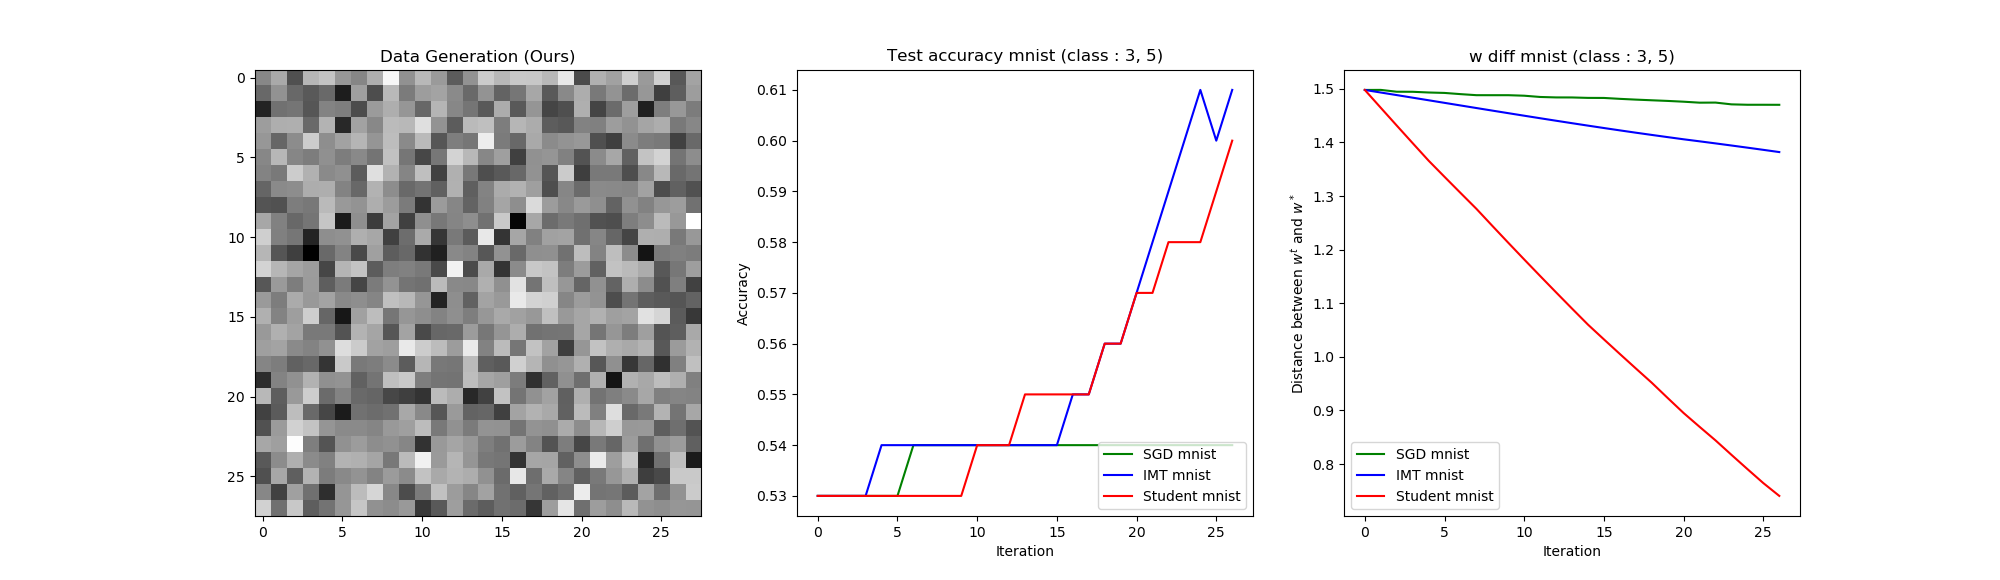 Data Generation (Ours)
0
5
10
15
20
25
0 5 10 15 20 25
Test accuracy mnist (class : 3, 5)
Accuracy
0.61
0.60
0.59
0.58
0.57
0.56
0.55
0.54
0.53
SGD mnist
IMT mnist
Student mnist
0 5 10 15 20 25
Iteration
w diff mnist (class : 3, 5)
Distance between w^t and w^*
1.5
1.4
1.3
1.2
1.1
1.0
0.9
0.8
SGD mnist
IMT mnist
Student mnist
0 5 10 15 20 25
Iteration